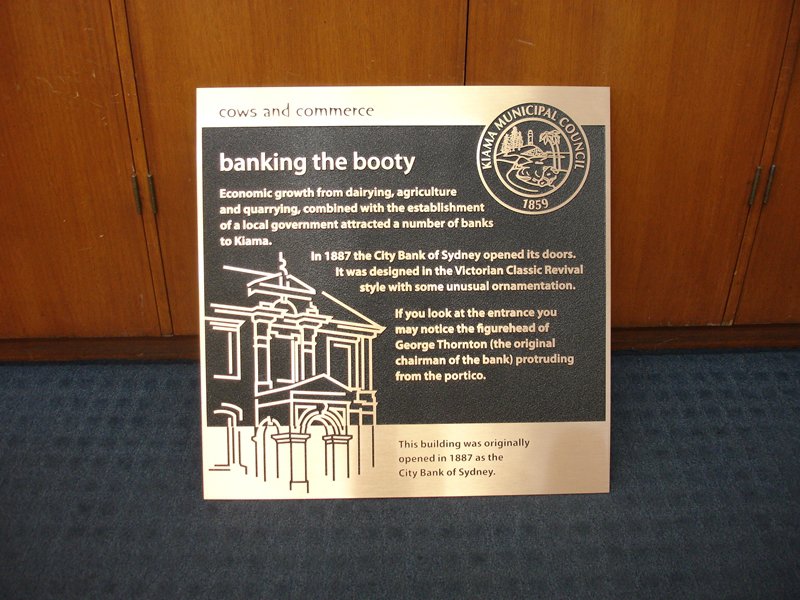 cows and commerce
KIAMA MUNICIPAL COUNCIL
1859
banking the booty
Economic growth from dairying, agriculture
and quarrying, combined with the establishment
of a local government attracted a number of banks
to Kiama.
In 1887 the City Bank of Sydney opened its doors.
It was designed in the Victorian Classic Revival
style with some unusual ornamentation.
If you look at the entrance you
may notice the figurehead of
George Thornton (the original
chairman of the bank) protruding
from the portico.
This building was originally
opened in 1887 as the
City Bank of Sydney.